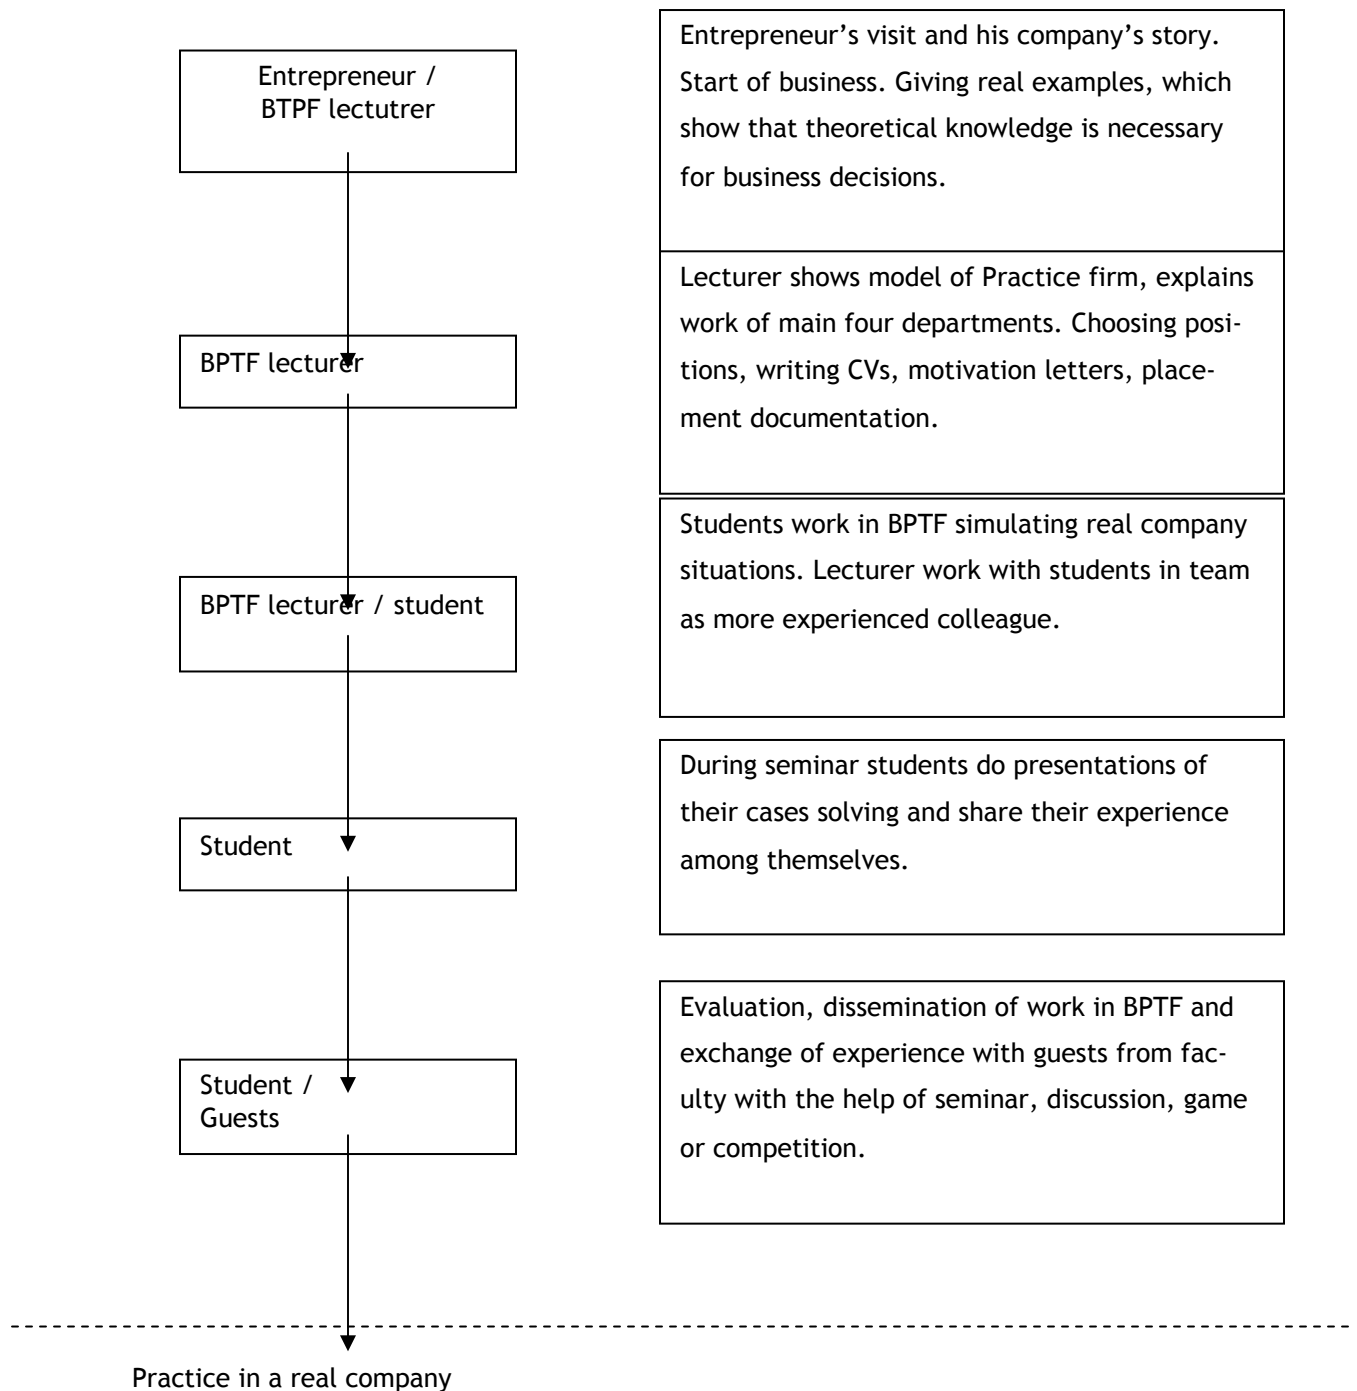 Entrepreneur /
BTPF lectutrer
Entrepreneur’s visit and his company’s story.
Start of business. Giving real examples, which
show that theoretical knowledge is necessary
for business decisions.
BPTF lecturer
Lecturer shows model of Practice firm, explains
work of main four departments. Choosing posi-
tions, writing CVs, motivation letters, place-
ment documentation.
BPTF lecturer / student
Students work in BPTF simulating real company
situations. Lecturer work with students in team
as more experienced colleague.
Student
During seminar students do presentations of
their cases solving and share their experience
among themselves.
Student /
Guests
Evaluation, dissemination of work in BPTF and
exchange of experience with guests from fac-
ulty with the help of seminar, discussion, game
or competition.
Practice in a real company